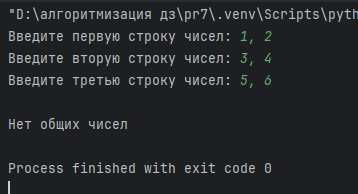 "D:\алгоритмизация дз\pr7\.venv\Scripts\pyth
Введите первую строку чисел: 1, 2
Введите вторую строку чисел: 3, 4
Введите третью строку чисел: 5, 6
Нет общих чисел
Process finished with exit code 0